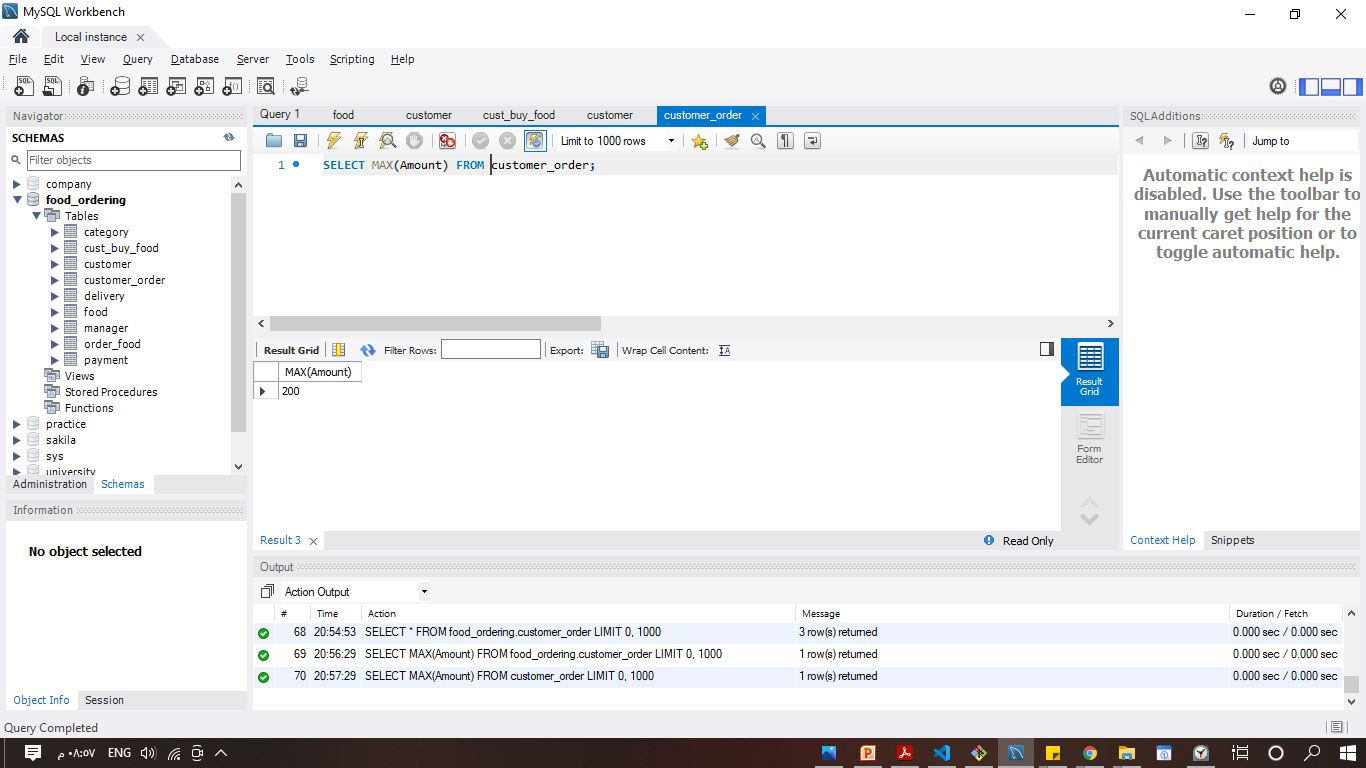 MySQL Workbench
Local instance
File Edit View Query Database Server Tools Scripting Help
Navigator
SCHEMAS
Filter objects
company
food_ordering
Tables
category
cust_buy_food
customer
customer_order
delivery
food
manager
order_food
payment
Views
Stored Procedures
Functions
practice
sakila
sys
university
Administration Schemas
Information
No object selected
Object Info Session
Query 1 food customer cust_buy_food customer customer_order
Limit to 1000 rows
1 SELECT MAX(Amount) FROM customer_order;
Result Grid Filter Rows: Export: Wrap Cell Content:
MAX(Amount)
200
Result
Grid
Form
Editor
Result 3 Read Only
SQLAdditions
Jump to
Automatic context help is
disabled. Use the toolbar to
manually get help for the
current caret position or to
toggle automatic help.
Context Help Snippets
Output
Action Output
# Time Action Message Duration / Fetch
68 20:54:53 SELECT * FROM food_ordering.customer_order LIMIT 0, 1000 3 row(s) returned 0.000 sec / 0.000 sec
69 20:56:29 SELECT MAX(Amount) FROM food_ordering.customer_order LIMIT 0, 1000 1 row(s) returned 0.000 sec / 0.000 sec
70 20:57:29 SELECT MAX(Amount) FROM customer_order LIMIT 0, 1000 1 row(s) returned 0.000 sec / 0.000 sec
Query Completed
٠٨:٥٧ م ENG